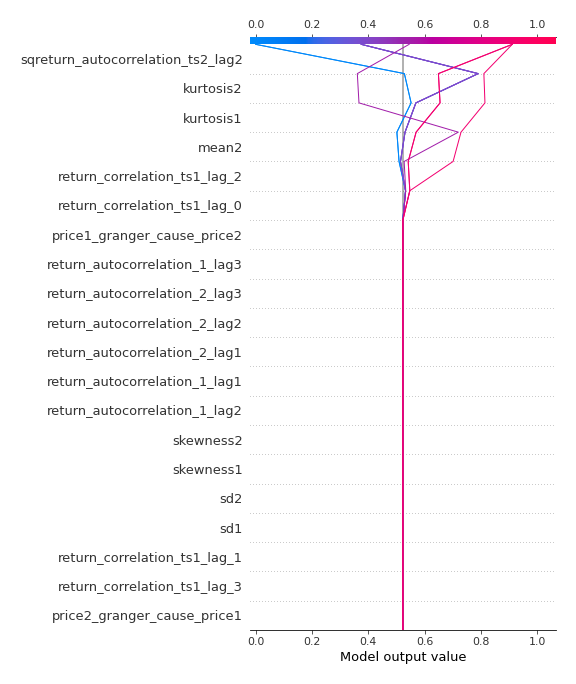 0.0 0.2 0.4 0.6 0.8 1.0
sqreturn_autocorrelation_ts2_lag2
kurtosis2
kurtosis1
mean2
return_correlation_ts1_lag_2
return_correlation_ts1_lag_0
price1_granger_cause_price2
return_autocorrelation_1_lag3
return_autocorrelation_2_lag3
return_autocorrelation_2_lag2
return_autocorrelation_2_lag1
return_autocorrelation_1_lag1
return_autocorrelation_1_lag2
skewness2
skewness1
sd2
sd1
return_correlation_ts1_lag_1
return_correlation_ts1_lag_3
price2_granger_cause_price1
0.0 0.2 0.4 0.6 0.8 1.0
Model output value